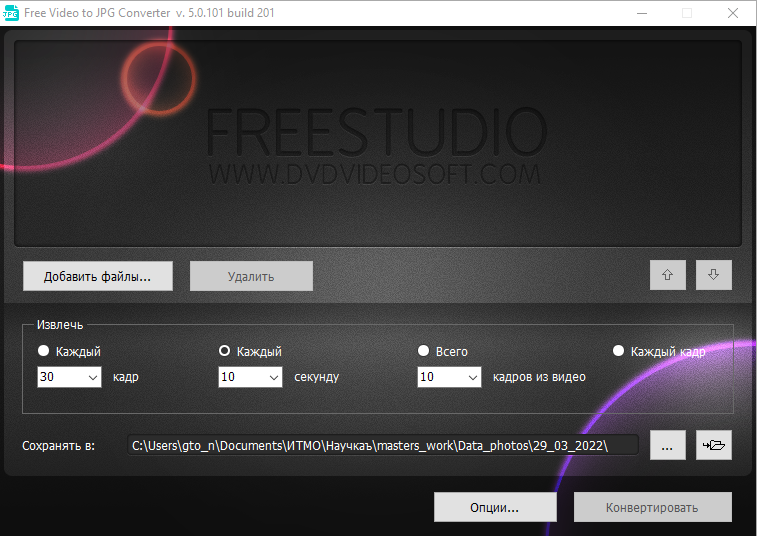 Free Video to JPG Converter v. 5.0.101 build 201
FREESTUDIO
WWW.DVDVIDEOSOFT.COM
Добавить файлы... Удалить
Извлечь
Каждый Каждый Всего Каждый кадр
30 кадр 10 секунду 10 кадров из видео
Сохранять в: C:\Users\gto_n\Documents\ИТМО\Научкаъ\masters_work\Data_photos\29_03_2022\ ...
Опции... Конвертировать